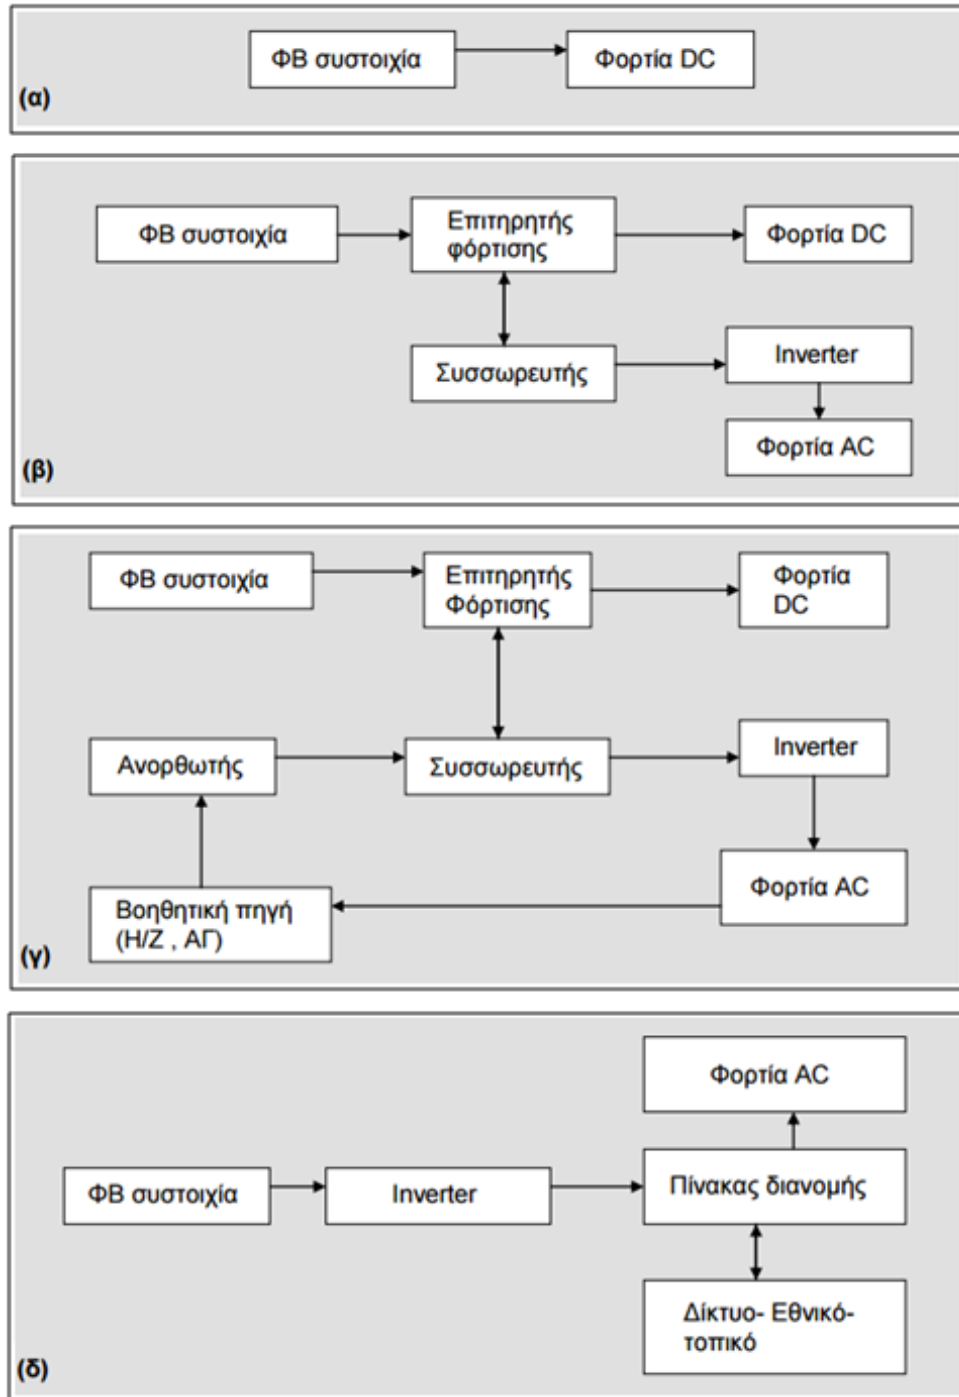 ΦΒ συστοιχία
Φορτία DC
(α)
ΦΒ συστοιχία
Επιτηρητής
φόρτισης
Φορτία DC
Συσσωρευτής
Inverter
Φορτία AC
(β)
ΦΒ συστοιχία
Επιτηρητής
Φόρτισης
Φορτία
DC
Ανορθωτής
Συσσωρευτής
Inverter
Φορτία AC
Βοηθητική πηγή
(Η/Ζ , ΑΓ)
(γ)
Φορτία AC
ΦΒ συστοιχία
Inverter
Πίνακας διανομής
Δίκτυο- Εθνικό-
τοπικό
(δ)